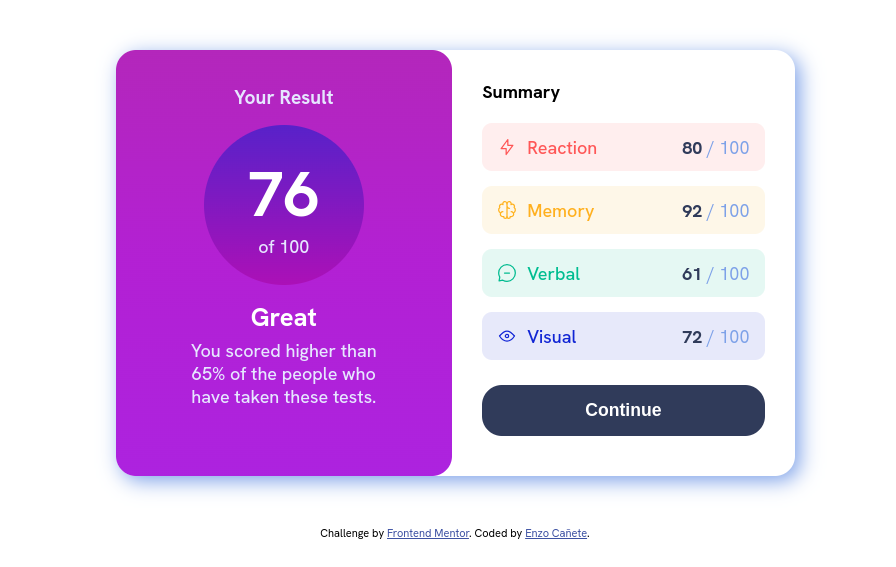 Your Result
76
of 100
Great
You scored higher than
65% of the people who
have taken these tests.
Summary
Reaction 80 / 100
Memory 92 / 100
Verbal 61 / 100
Visual 72 / 100
Continue
Challenge by Frontend Mentor. Coded by Enzo Cañete.